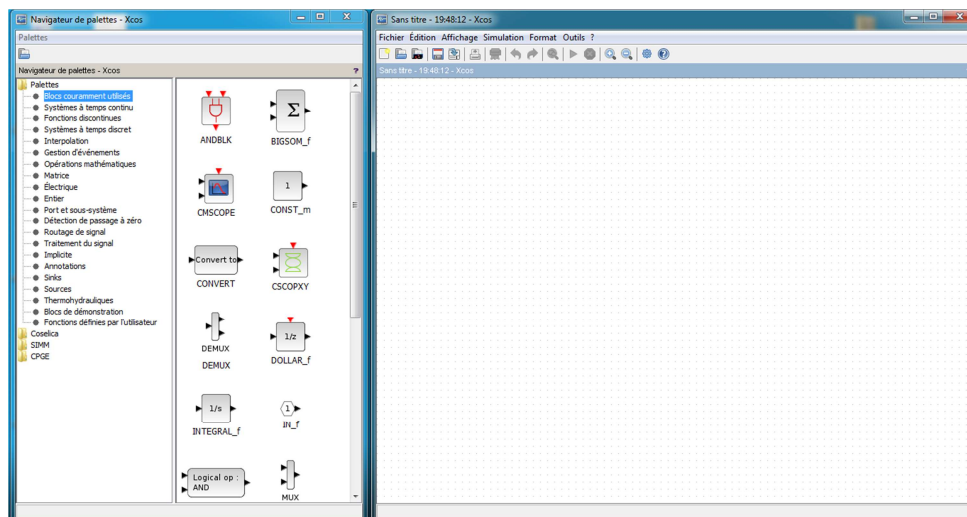 Navigateur de palettes - Xcos
Palettes
Navigateur de palettes - Xcos ?
Palettes
Blocs couramment utilisés
Systèmes à temps continu
Fonctions discontinues
Systèmes à temps discret
Interpolation
Gestion d'événements
Opérations mathématiques
Matrice
Électrique
Entier
Port et sous-système
Détection de passage à zéro
Routage de signal
Traitement du signal
Implicite
Annotations
Sinks
Sources
Thermohydrauliques
Blocs de démonstration
Fonctions définies par l'utilisateur
Coselica
SIMM
CPGE
Σ
ANDBLK
BIGSOM_f
1
CMSCOPE
CONST_m
Convert to
CONVERT
CSCOPXY
DEMUX
DEMUX
1/z
DOLLAR_f
1/s
INTEGRAL_f
1
IN_f
Logical op :
AND
MUX
Sans titre - 19:48:12 - Xcos
Fichier Édition Affichage Simulation Format Outils ?
Sans titre - 19:48:12 - Xcos